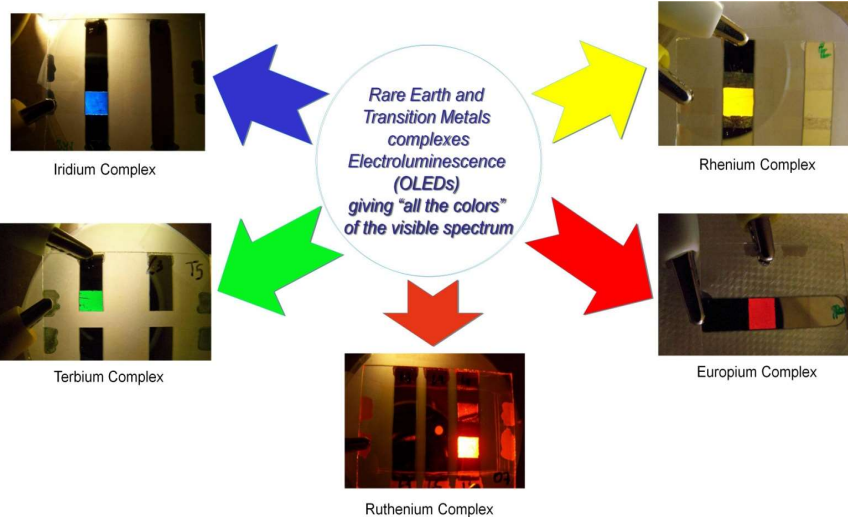 Rare Earth and
Transition Metals
complexes
Electroluminescence
(OLEDs)
giving "all the colors"
of the visible spectrum
Iridium Complex
Rhenium Complex
T5
Terbium Complex
Europium Complex
Ruthenium Complex